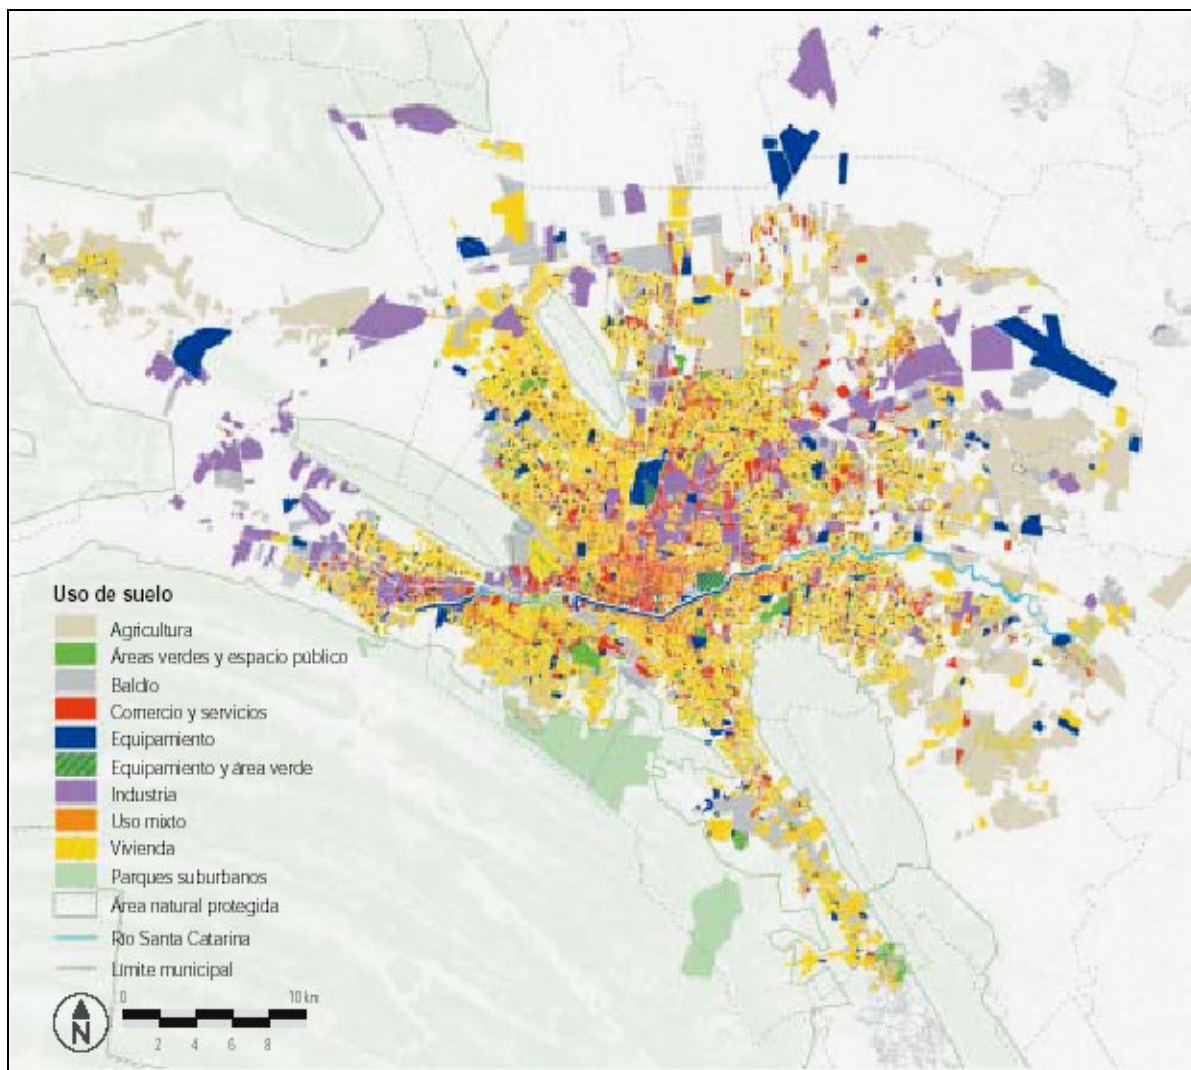 Uso de suelo
Agricultura
Áreas verdes y espacio público
Baldío
Comercio y servicios
Equipamiento
Equipamiento y área verde
Industria
Uso mixto
Vivienda
Parques suburbanos
Área natural protegida
Río Santa Catarina
Límite municipal
0 10 km
2 4 6 8
N